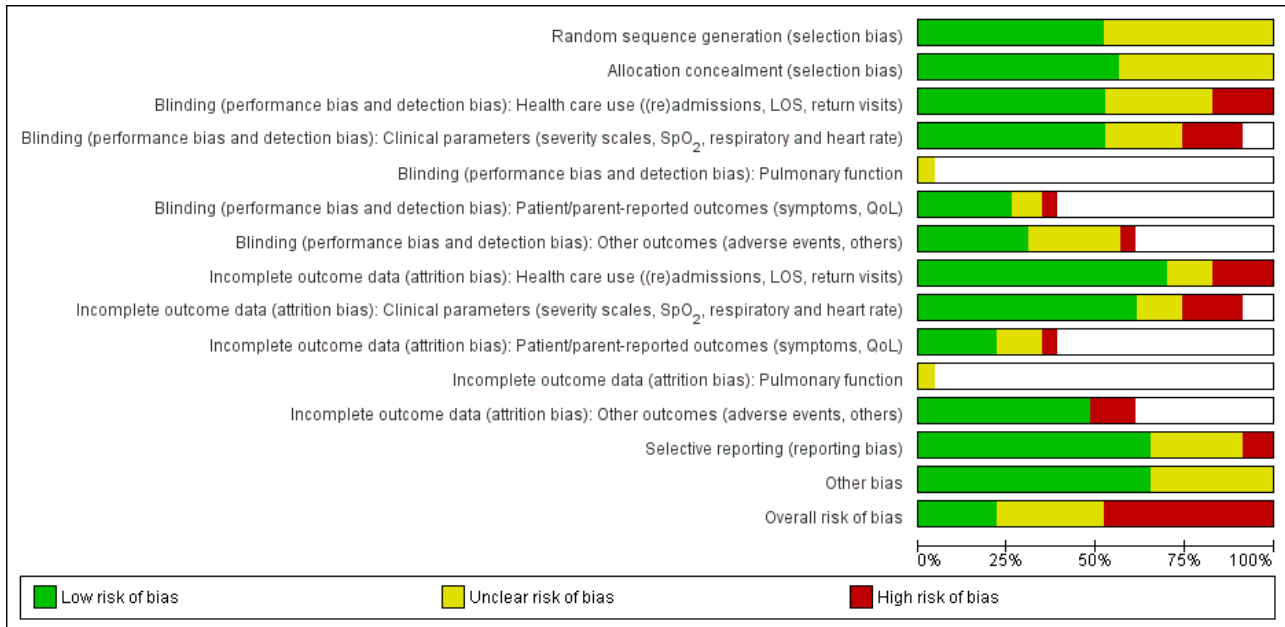 Random sequence generation (selection bias)
Allocation concealment (selection bias)
Blinding (performance bias and detection bias): Health care use ((re)admissions, LOS, return visits)
Blinding (performance bias and detection bias): Clinical parameters (severity scales, SpO₂, respiratory and heart rate)
Blinding (performance bias and detection bias): Pulmonary function
Blinding (performance bias and detection bias): Patient/parent-reported outcomes (symptoms, QoL)
Blinding (performance bias and detection bias): Other outcomes (adverse events, others)
Incomplete outcome data (attrition bias): Health care use ((re)admissions, LOS, return visits)
Incomplete outcome data (attrition bias): Clinical parameters (severity scales, SpO₂, respiratory and heart rate)
Incomplete outcome data (attrition bias): Patient/parent-reported outcomes (symptoms, QoL)
Incomplete outcome data (attrition bias): Pulmonary function
Incomplete outcome data (attrition bias): Other outcomes (adverse events, others)
Selective reporting (reporting bias)
Other bias
Overall risk of bias
0% 25% 50% 75% 100%
Low risk of bias Unclear risk of bias High risk of bias